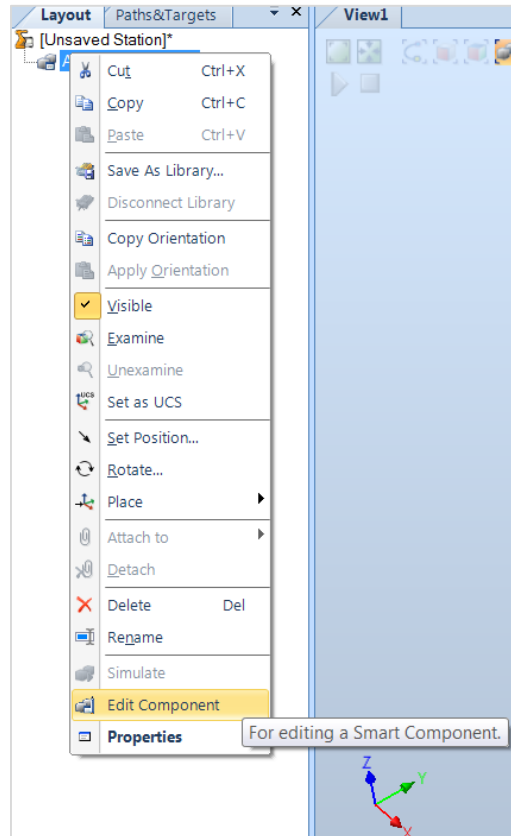 Layout
Paths&Targets
View1
[Unsaved Station]*
A
Cut Ctrl+X
Copy Ctrl+C
Paste Ctrl+V
Save As Library...
Disconnect Library
Copy Orientation
Apply Orientation
Visible
Examine
Unexamine
UCS Set as UCS
Set Position...
Rotate...
Place
Attach to
Detach
Delete Del
Rename
Simulate
Edit Component
Properties
For editing a Smart Component.
Z
Y
X